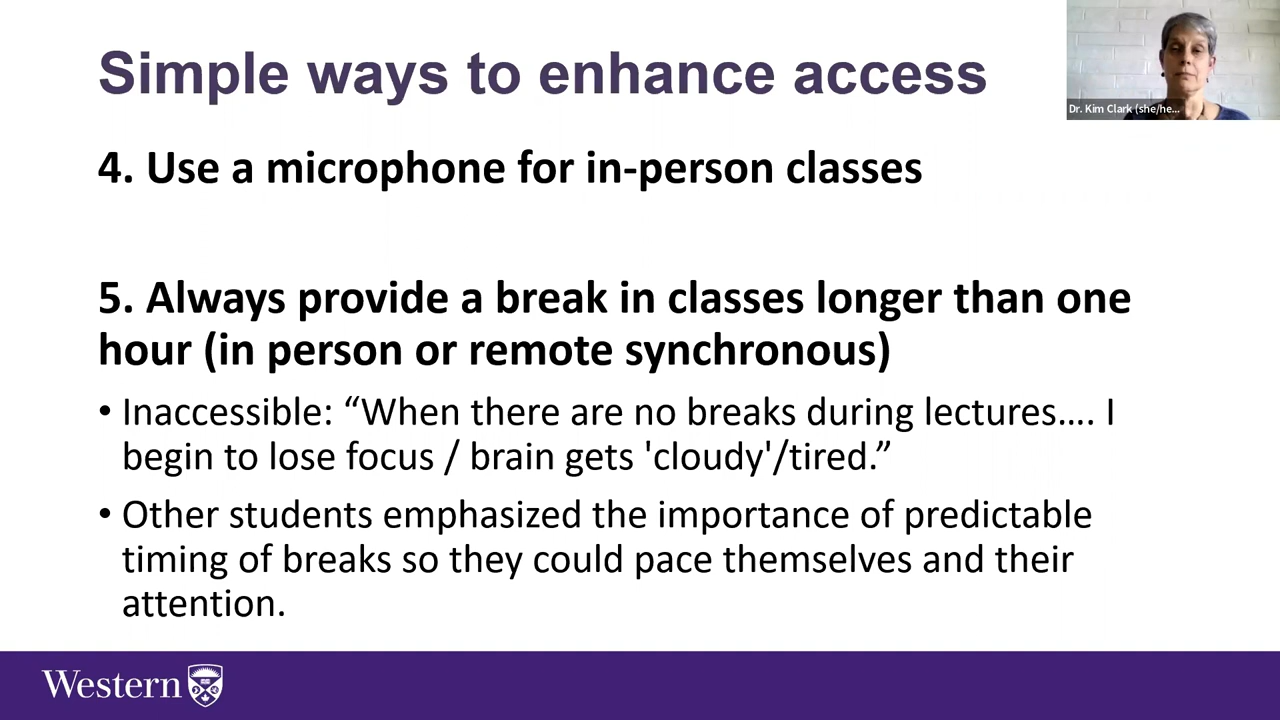 Simple ways to enhance access
Dr. Kim Clark (she/he...
4. Use a microphone for in-person classes
5. Always provide a break in classes longer than one
hour (in person or remote synchronous)
• Inaccessible: “When there are no breaks during lectures…. I
begin to lose focus / brain gets 'cloudy'/tired.”
• Other students emphasized the importance of predictable
timing of breaks so they could pace themselves and their
attention.
Western